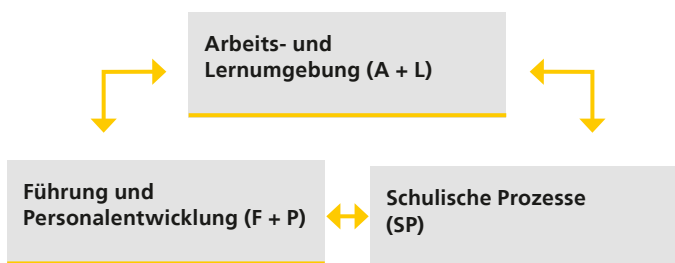 Arbeits- und
Lernumgebung (A + L)
Führung und
Personalentwicklung (F + P)
Schulische Prozesse
(SP)